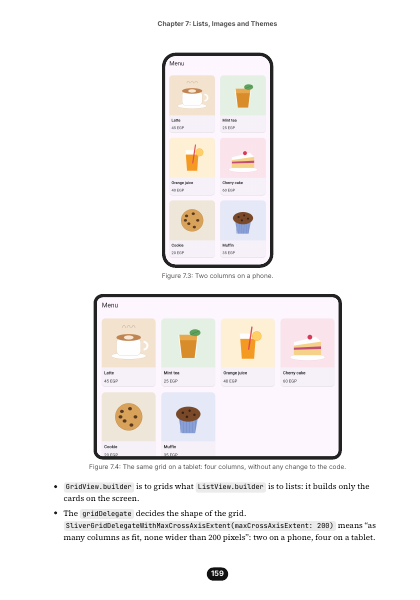 Chapter 7: Lists, Images and Themes
Menu
Latte
45 EGP
Mint tea
25 EGP
Orange juice
40 EGP
Cherry cake
60 EGP
Cookie
20 EGP
Muffin
35 EGP
Figure 7.3: Two columns on a phone.
Menu
Latte
45 EGP
Mint tea
25 EGP
Orange juice
40 EGP
Cherry cake
60 EGP
Cookie
20 EGP
Muffin
35 EGP
Figure 7.4: The same grid on a tablet: four columns, without any change to the code.
• GridView.builder is to grids what ListView.builder is to lists: it builds only the
cards on the screen.
• The gridDelegate decides the shape of the grid.
SliverGridDelegateWithMaxCrossAxisExtent(maxCrossAxisExtent: 200) means “as
many columns as fit, none wider than 200 pixels”: two on a phone, four on a tablet.
159